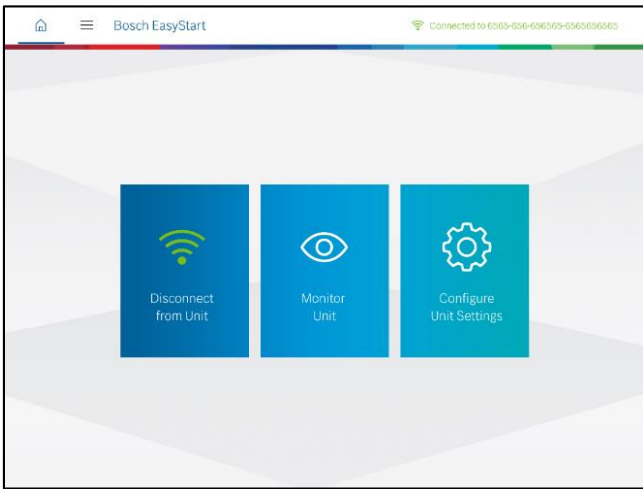 Bosch EasyStart
Connected to 6565-656-656565-6565656565
Disconnect
from Unit
Monitor
Unit
Configure
Unit Settings